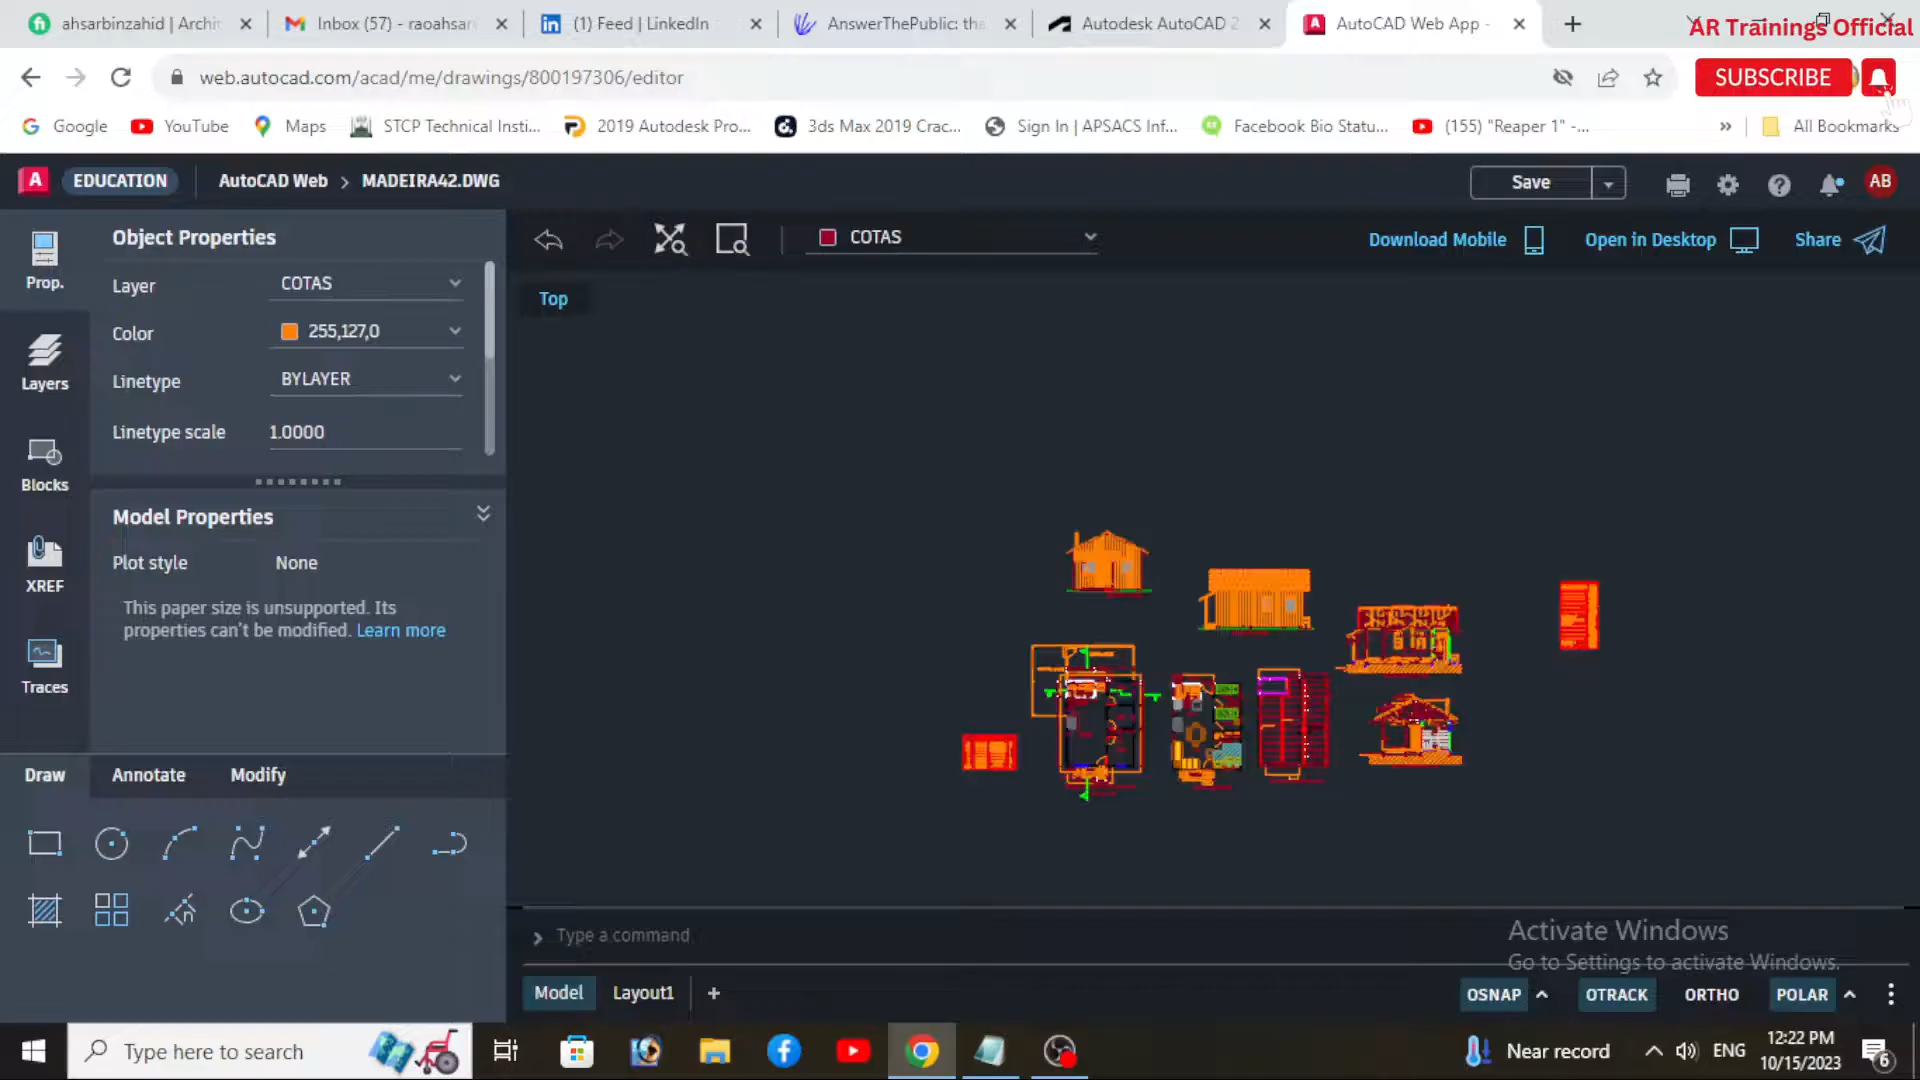 ahsarbinzahid | Archit
Inbox (57) - raoahsar
(1) Feed | LinkedIn
AnswerThePublic: tha
Autodesk AutoCAD 2
AutoCAD Web App -
AR Trainings Official
web.autocad.com/acad/me/drawings/800197306/editor
SUBSCRIBE
Google
YouTube
Maps
STCP Technical Insti...
2019 Autodesk Pro...
3ds Max 2019 Crac...
Sign In | APSACS Inf...
Facebook Bio Statu...
(155) "Reaper 1" -...
»
All Bookmarks
A EDUCATION
AutoCAD Web > MADEIRA42.DWG
Save
AB
Prop.
Layers
Blocks
XREF
Traces
Object Properties
Layer COTAS
Color 255,127,0
Linetype BYLAYER
Linetype scale 1.0000
Model Properties
Plot style None
This paper size is unsupported. Its
properties can't be modified. Learn more
Draw Annotate Modify
COTAS
Download Mobile
Open in Desktop
Share
Top
Type a command
Activate Windows
Go to Settings to activate Windows.
Model Layout1 +
OSNAP OTRACK ORTHO POLAR
Type here to search
Near record
ENG
12:22 PM
10/15/2023
6